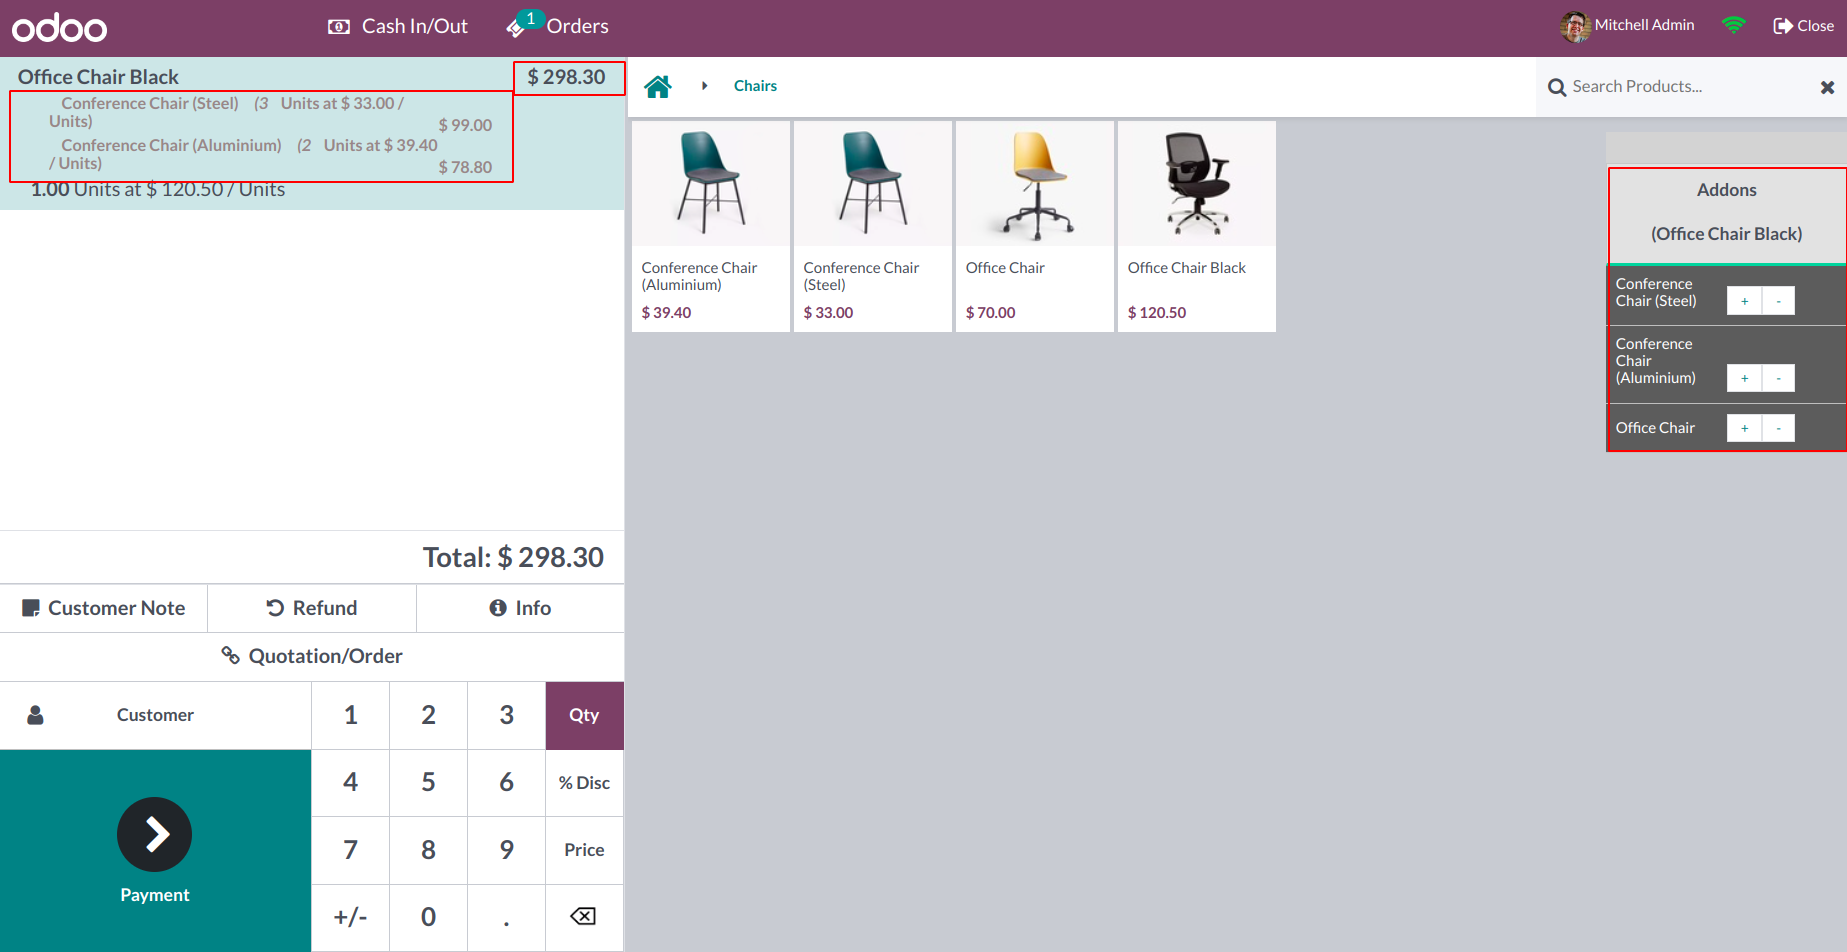 odoo
Cash In/Out
1
Orders
Mitchell Admin
Close
Office Chair Black
$ 298.30
Conference Chair (Steel) (3 Units at $ 33.00 /
Units)
$ 99.00
Conference Chair (Aluminium) (2 Units at $ 39.40
/ Units)
$ 78.80
1.00 Units at $ 120.50 / Units
Chairs
Search Products...
Conference Chair
(Aluminium)
$ 39.40
Conference Chair
(Steel)
$ 33.00
Office Chair
$ 70.00
Office Chair Black
$ 120.50
Addons
(Office Chair Black)
Conference
Chair (Steel)
+ -
Conference
Chair
(Aluminium)
+ -
Office Chair
+ -
Total: $ 298.30
Customer Note
Refund
Info
Quotation/Order
Customer
1 2 3 Qty
4 5 6 % Disc
7 8 9 Price
+/- 0 .
Payment